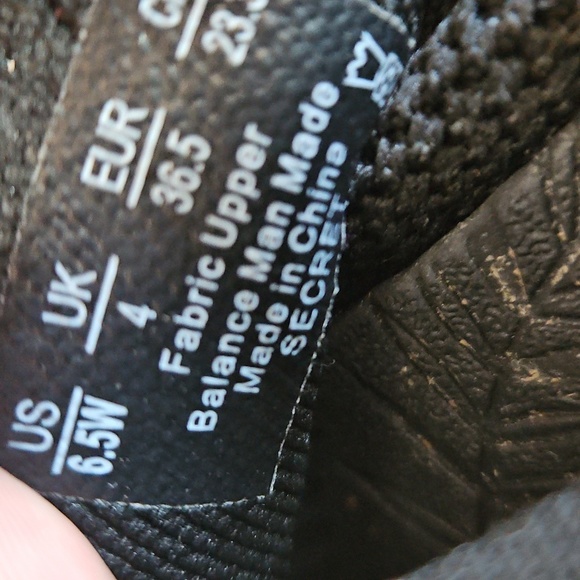 US UK EUR
6.5W 4 36.5
Fabric Upper
Balance Man Made
Made in China
SECRET